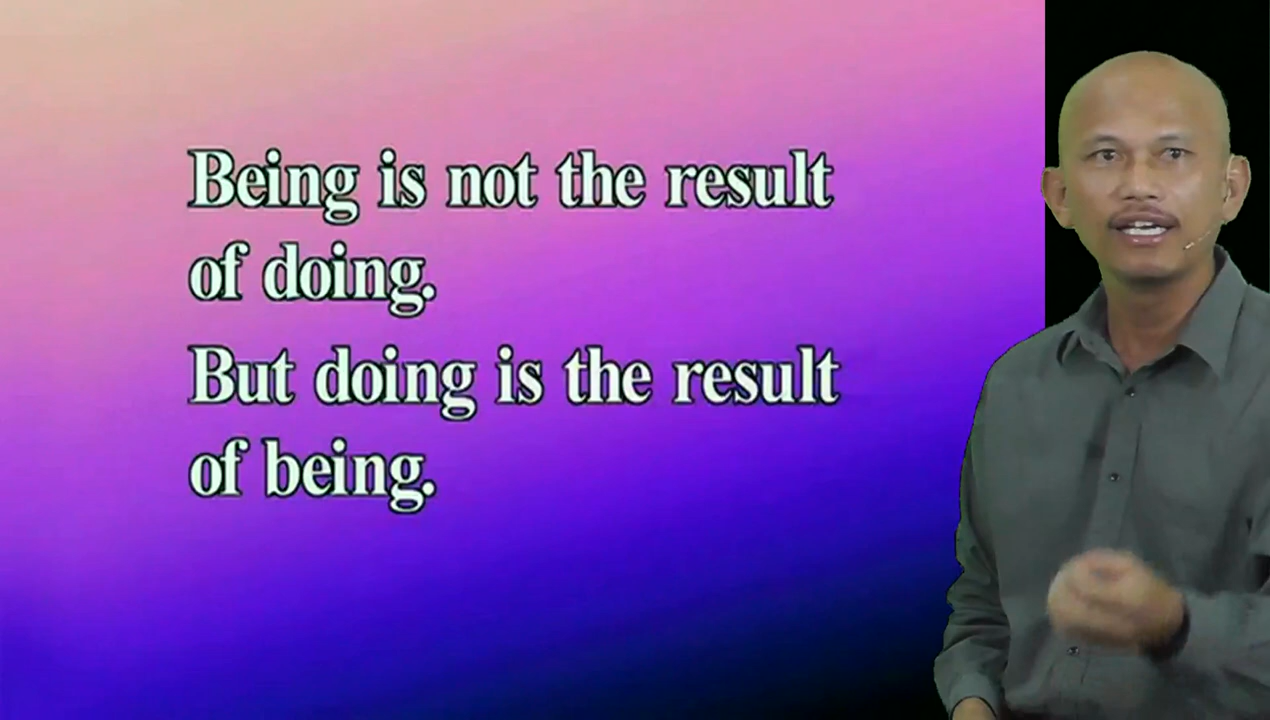 Being is not the result
of doing.
But doing is the result
of being.